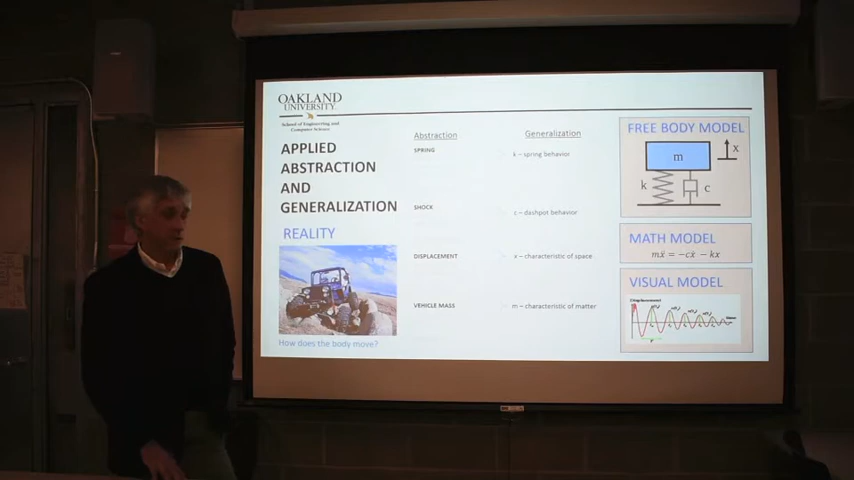 OAKLAND
UNIVERSITY
School of Engineering and
Computer Science
APPLIED
ABSTRACTION
AND
GENERALIZATION
REALITY
How does the body move?
Abstraction
Generalization
SPRING
k – spring behavior
SHOCK
c – dashpot behavior
DISPLACEMENT
x – characteristic of space
VEHICLE MASS
m – characteristic of matter
FREE BODY MODEL
m
x
k
c
MATH MODEL
mẍ = −cẋ − kx
VISUAL MODEL
Displacement